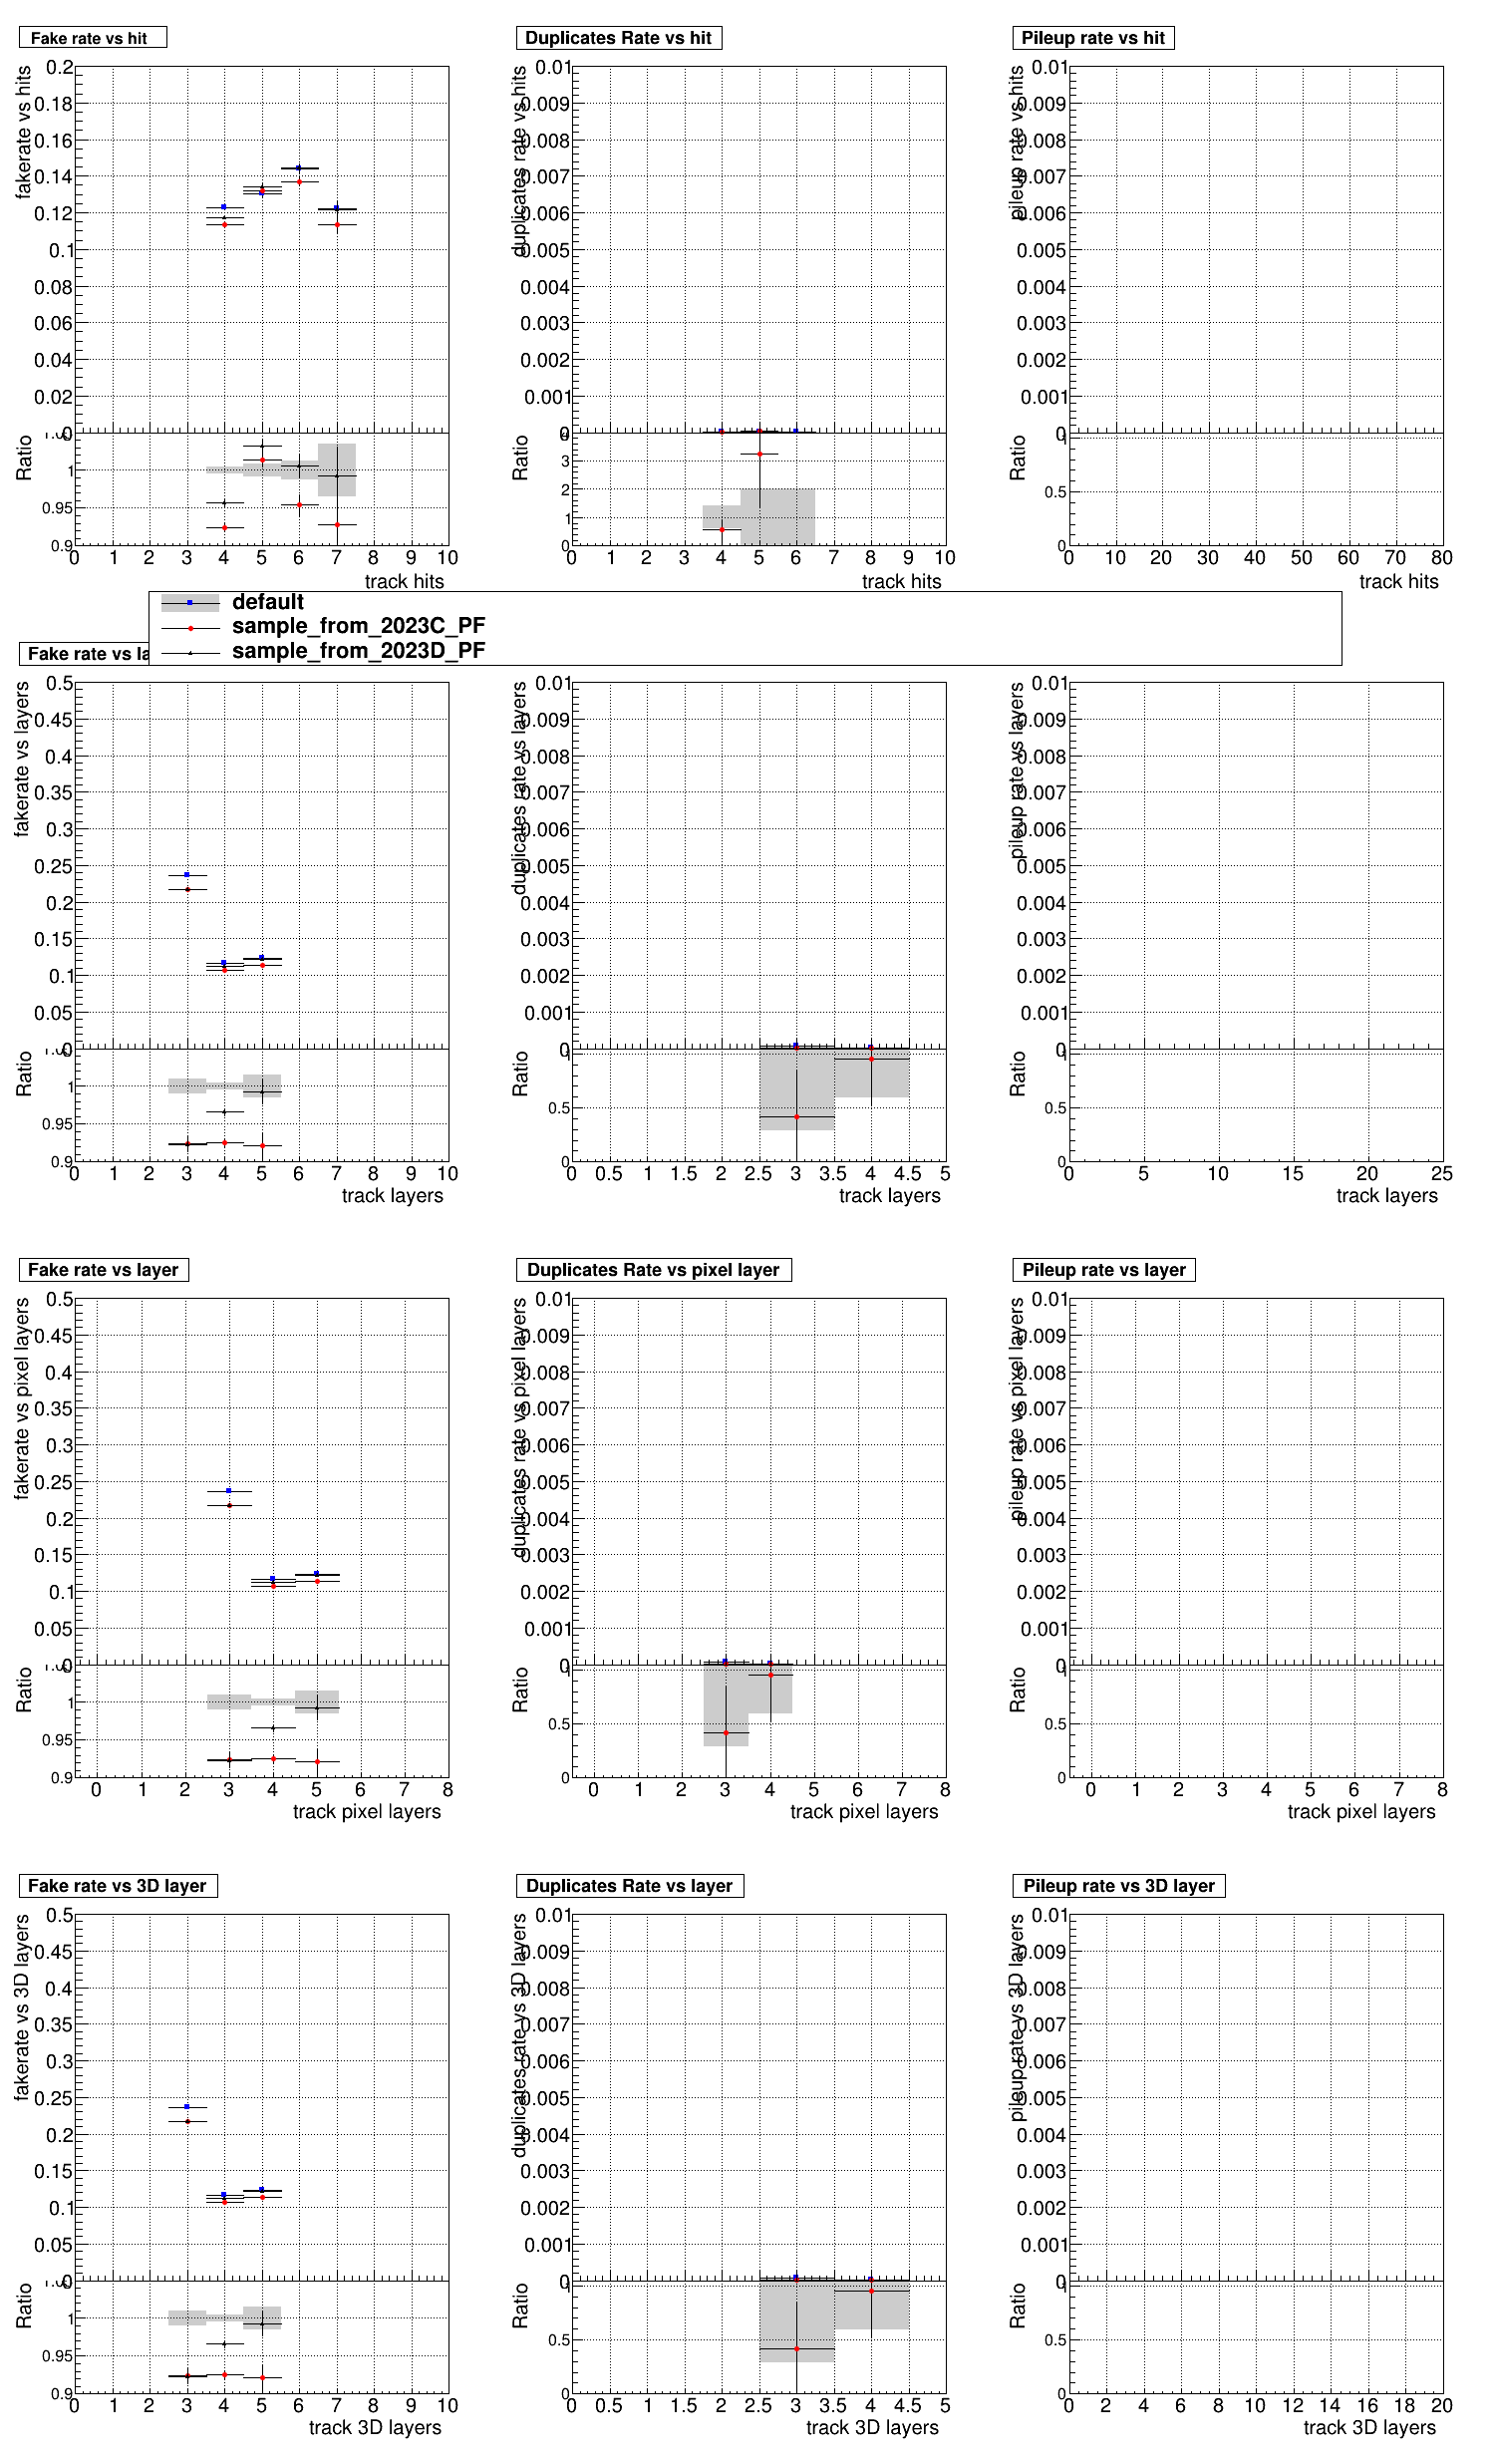 Fake rate vs hit
Duplicates Rate vs hit
Pileup rate vs hit
fakerate vs hits
0.2
0.18
0.16
0.14
0.12
0.1
0.08
0.06
0.04
0.02
0
Ratio
1
0.95
0.9
0 1 2 3 4 5 6 7 8 9 10
track hits
duplicates rate vs hits
0.01
0.009
0.008
0.007
0.006
0.005
0.004
0.003
0.002
0.001
0
Ratio
3
2
1
0
0 1 2 3 4 5 6 7 8 9 10
track hits
pileup rate vs hits
0.01
0.009
0.008
0.007
0.006
0.005
0.004
0.003
0.002
0.001
0
Ratio
1
0.5
0
0 10 20 30 40 50 60 70 80
track hits
default
sample_from_2023C_PF
sample_from_2023D_PF
Fake rate vs la
fakerate vs layers
0.5
0.45
0.4
0.35
0.3
0.25
0.2
0.15
0.1
0.05
0
Ratio
1
0.95
0.9
0 1 2 3 4 5 6 7 8 9 10
track layers
duplicates rate vs layers
0.01
0.009
0.008
0.007
0.006
0.005
0.004
0.003
0.002
0.001
0
Ratio
1
0.5
0
0 0.5 1 1.5 2 2.5 3 3.5 4 4.5 5
track layers
pileup rate vs layers
0.01
0.009
0.008
0.007
0.006
0.005
0.004
0.003
0.002
0.001
0
Ratio
1
0.5
0
0 5 10 15 20 25
track layers
Fake rate vs layer
Duplicates Rate vs pixel layer
Pileup rate vs layer
fakerate vs pixel layers
0.5
0.45
0.4
0.35
0.3
0.25
0.2
0.15
0.1
0.05
0
Ratio
1
0.95
0.9
0 1 2 3 4 5 6 7 8
track pixel layers
duplicates rate vs pixel layers
0.01
0.009
0.008
0.007
0.006
0.005
0.004
0.003
0.002
0.001
0
Ratio
1
0.5
0
0 1 2 3 4 5 6 7 8
track pixel layers
pileup rate vs pixel layers
0.01
0.009
0.008
0.007
0.006
0.005
0.004
0.003
0.002
0.001
0
Ratio
1
0.5
0
0 1 2 3 4 5 6 7 8
track pixel layers
Fake rate vs 3D layer
Duplicates Rate vs layer
Pileup rate vs 3D layer
fakerate vs 3D layers
0.5
0.45
0.4
0.35
0.3
0.25
0.2
0.15
0.1
0.05
0
Ratio
1
0.95
0.9
0 1 2 3 4 5 6 7 8 9 10
track 3D layers
duplicates rate vs 3D layers
0.01
0.009
0.008
0.007
0.006
0.005
0.004
0.003
0.002
0.001
0
Ratio
1
0.5
0
0 0.5 1 1.5 2 2.5 3 3.5 4 4.5 5
track 3D layers
pileup rate vs 3D layers
0.01
0.009
0.008
0.007
0.006
0.005
0.004
0.003
0.002
0.001
0
Ratio
1
0.5
0
0 2 4 6 8 10 12 14 16 18 20
track 3D layers